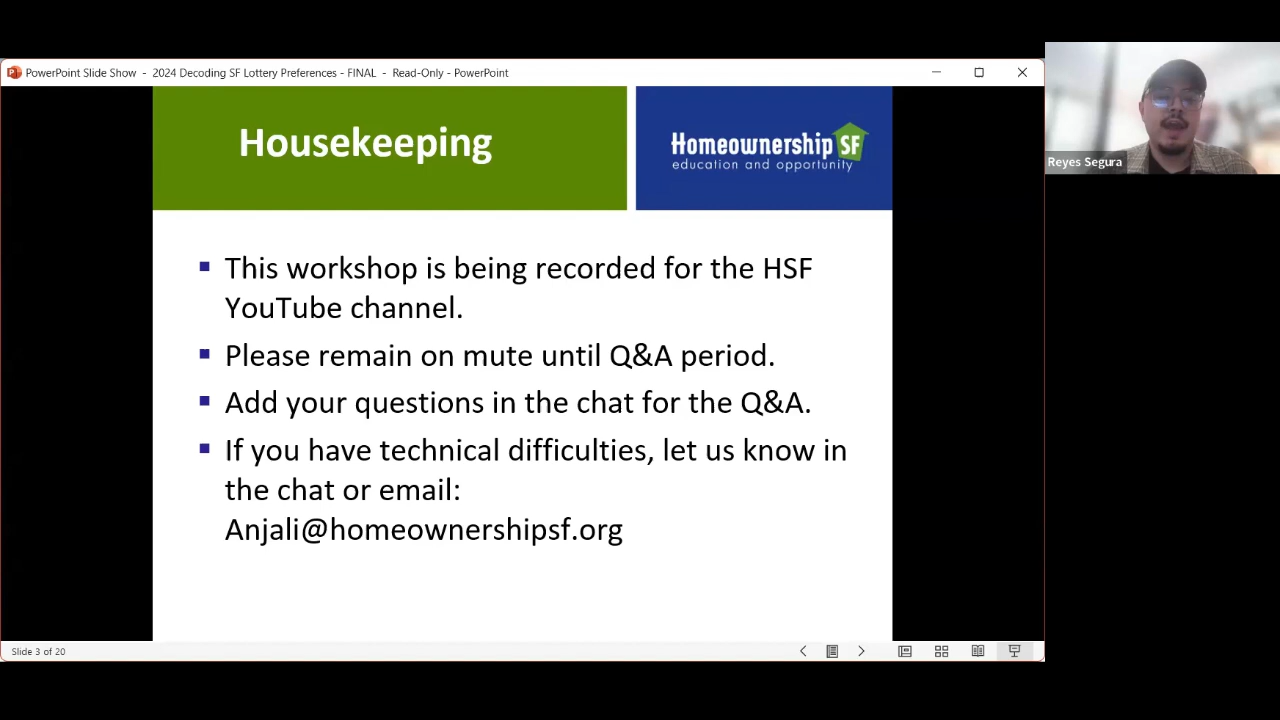 PowerPoint Slide Show - 2024 Decoding SF Lottery Preferences - FINAL - Read-Only - PowerPoint
Housekeeping
Homeownership SF
education and opportunity
Reyes Segura
This workshop is being recorded for the HSF
YouTube channel.
Please remain on mute until Q&A period.
Add your questions in the chat for the Q&A.
If you have technical difficulties, let us know in
the chat or email:
Anjali@homeownershipsf.org
Slide 3 of 20